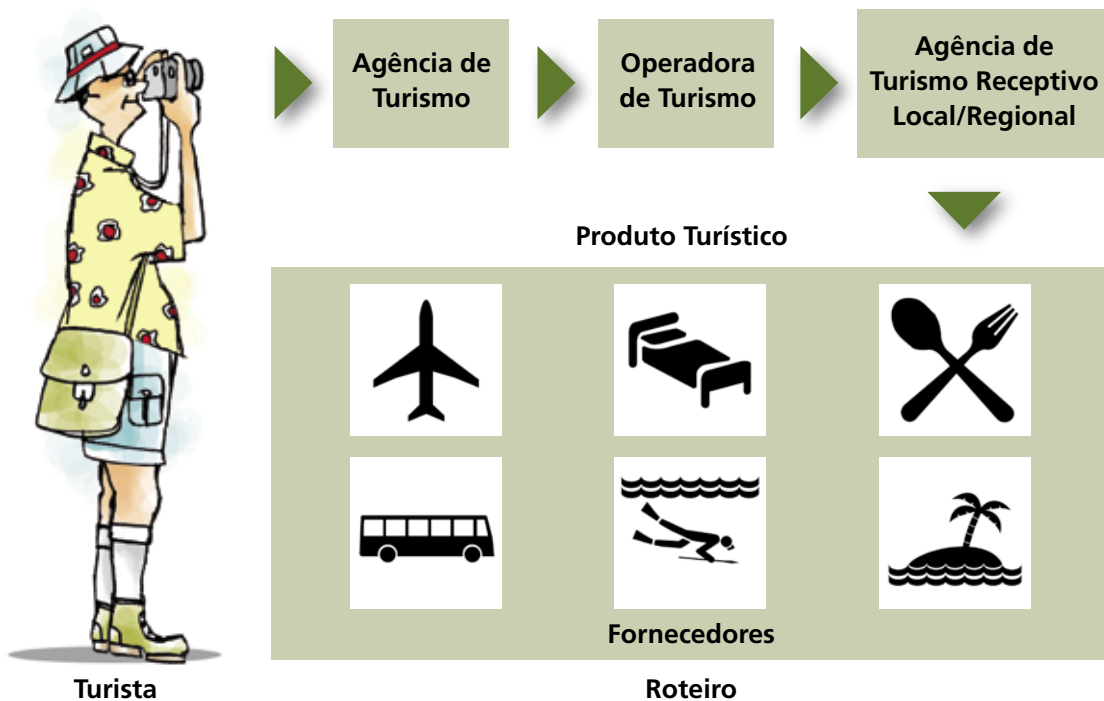 Agência de
Turismo
Operadora
de Turismo
Agência de
Turismo Receptivo
Local/Regional
Produto Turístico
Fornecedores
Turista
Roteiro